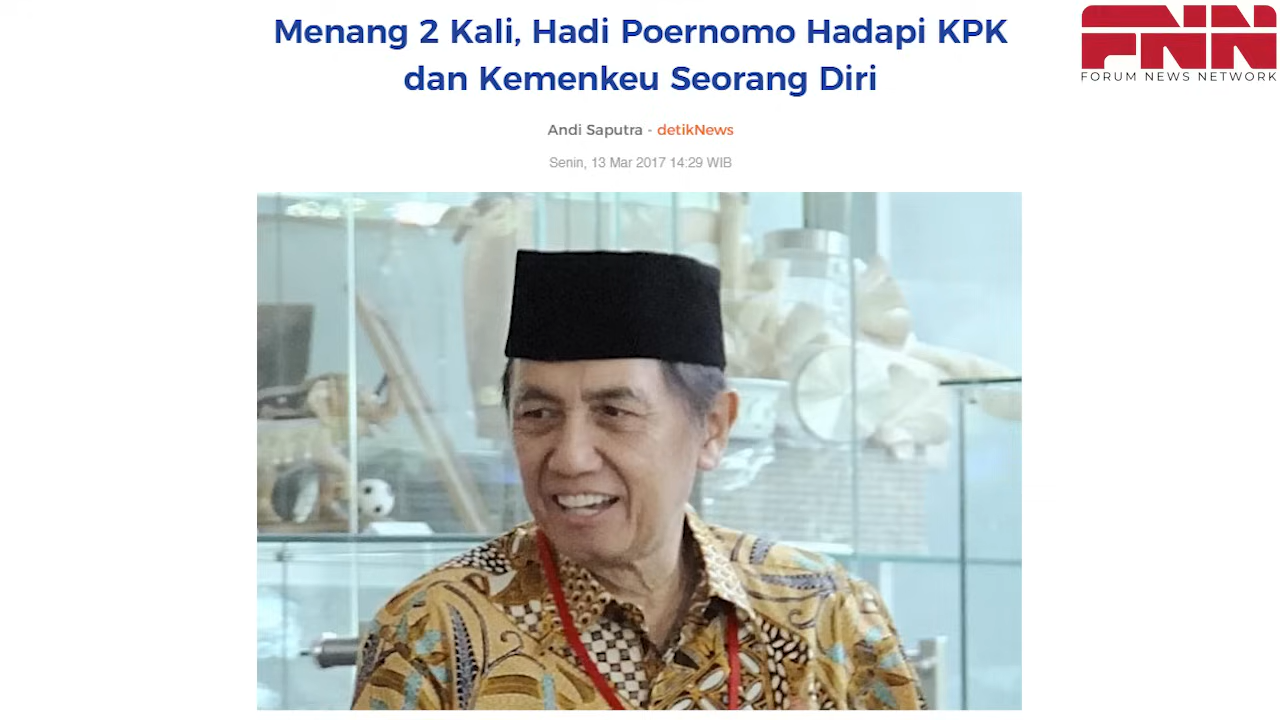 Menang 2 Kali, Hadi Poernomo Hadapi KPK
dan Kemenkeu Seorang Diri
Andi Saputra - detikNews
Senin, 13 Mar 2017 14:29 WIB
FNN
FORUM NEWS NETWORK